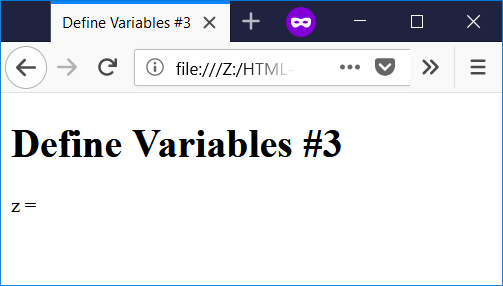 Define Variables #3
file:///Z:/HTML-
Define Variables #3
z =